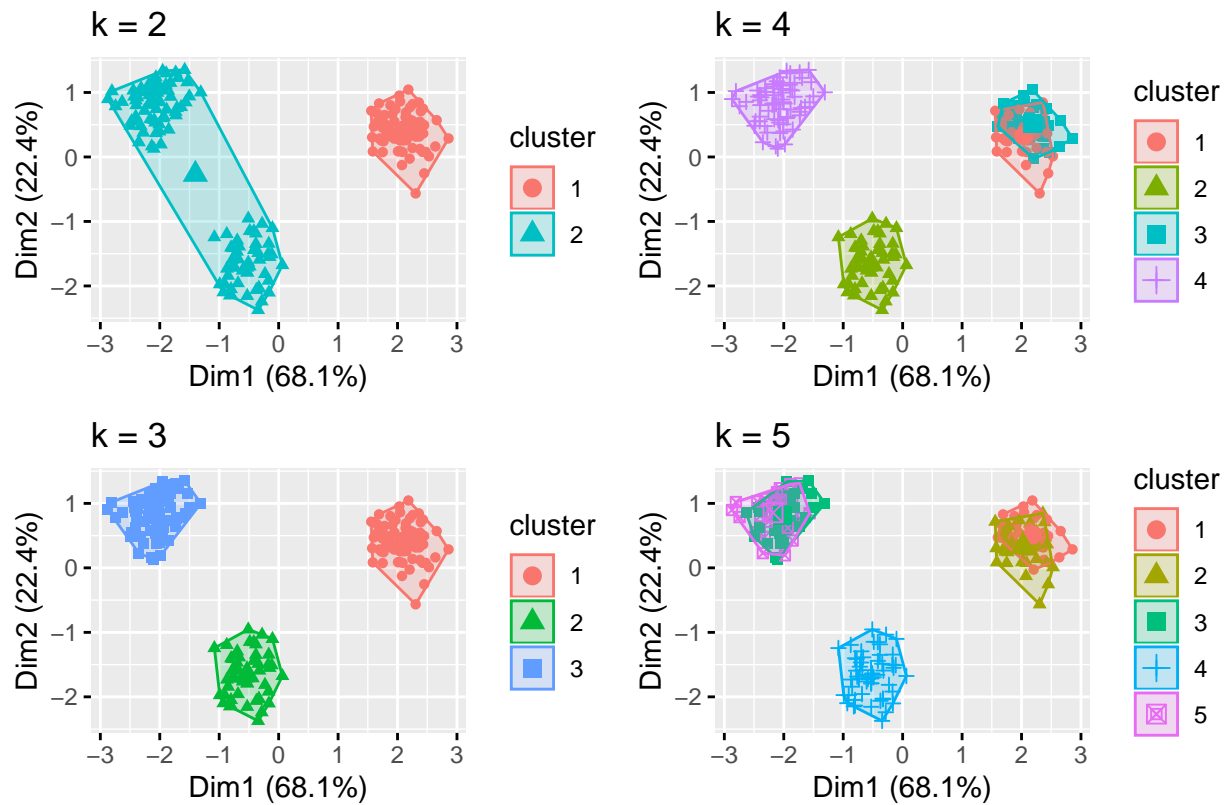 k = 2
1
0
−1
−2
−3 −2 −1 0 1 2 3
Dim1 (68.1%)
Dim2 (22.4%)
cluster
1
2
k = 4
1
0
−1
−2
−3 −2 −1 0 1 2 3
Dim1 (68.1%)
Dim2 (22.4%)
cluster
1
2
3
4
k = 3
1
0
−1
−2
−3 −2 −1 0 1 2 3
Dim1 (68.1%)
Dim2 (22.4%)
cluster
1
2
3
k = 5
1
0
−1
−2
−3 −2 −1 0 1 2 3
Dim1 (68.1%)
Dim2 (22.4%)
cluster
1
2
3
4
5